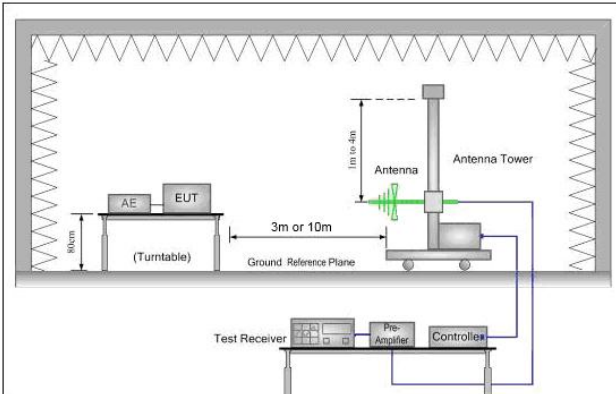 1m to 4m
Antenna
Antenna Tower
AE
EUT
80cm
(Turntable)
3m or 10m
Ground Reference Plane
Test Receiver
Pre-
Amplifier
Controller